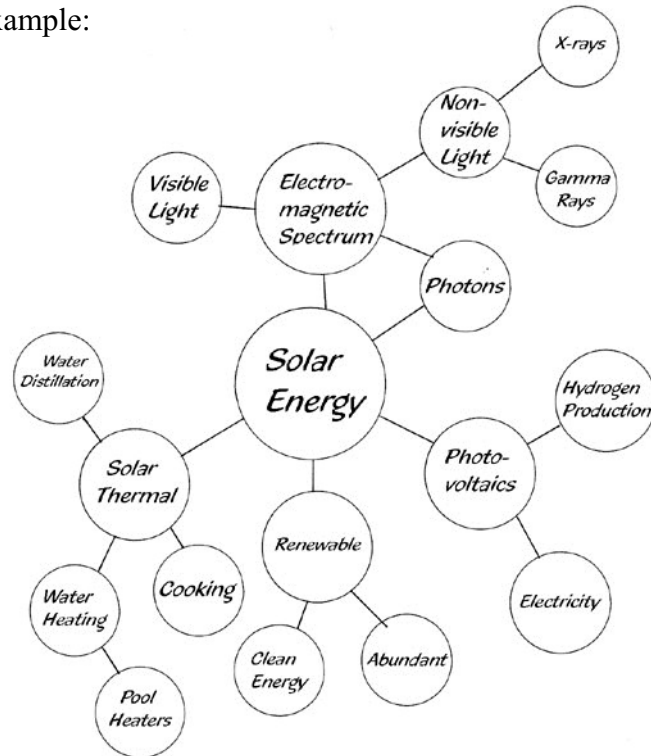 xample:
X-rays
Non-
visible
Light
Gamma
Rays
Visible
Light
Electro-
magnetic
Spectrum
Photons
Solar
Energy
Water
Distillation
Hydrogen
Production
Solar
Thermal
Photo-
voltaics
Renewable
Cooking
Water
Heating
Electricity
Clean
Energy
Abundant
Pool
Heaters